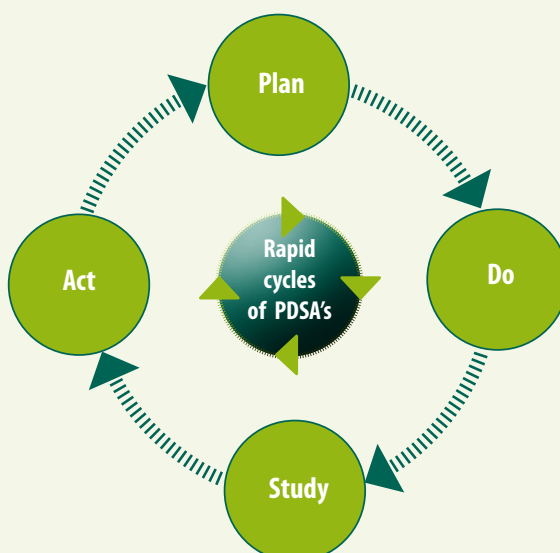 Plan
Rapid
cycles
of PDSA's
Act
Do
Study